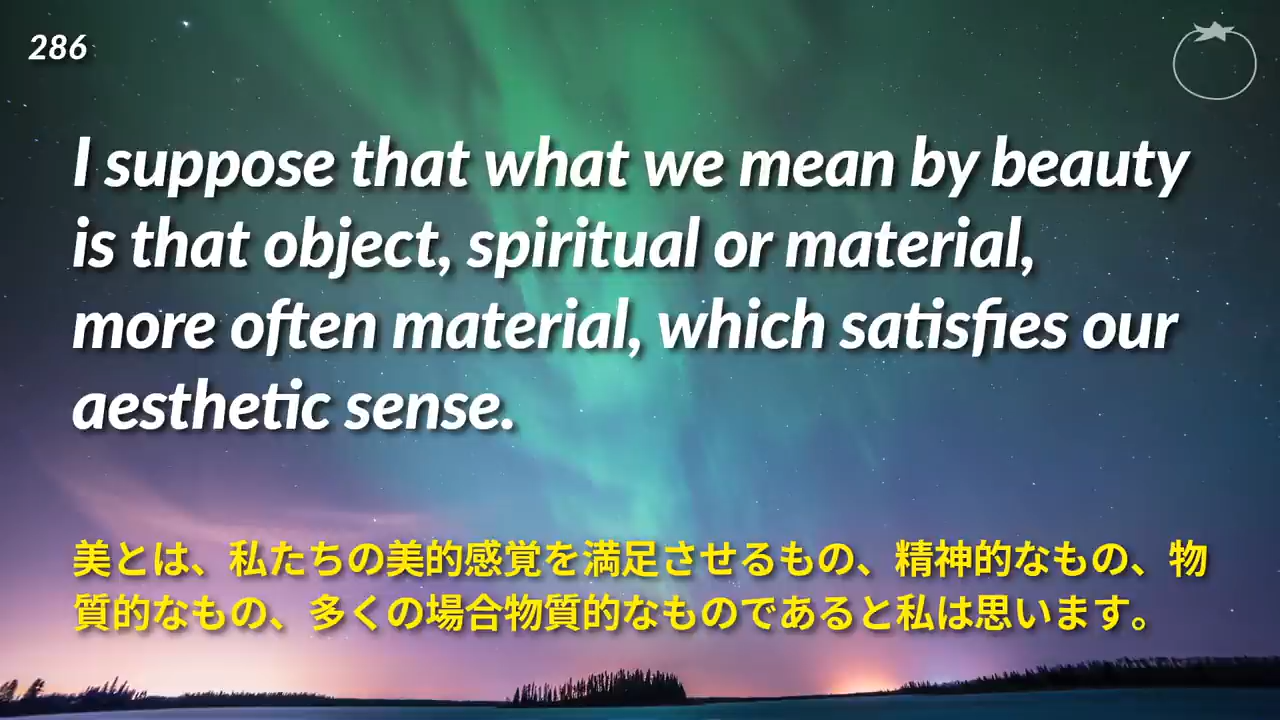 286
I suppose that what we mean by beauty
is that object, spiritual or material,
more often material, which satisfies our
aesthetic sense.
美とは、私たちの美的感覚を満足させるもの、精神的なもの、物
質的なもの、多くの場合物質的なものであると私は思います。